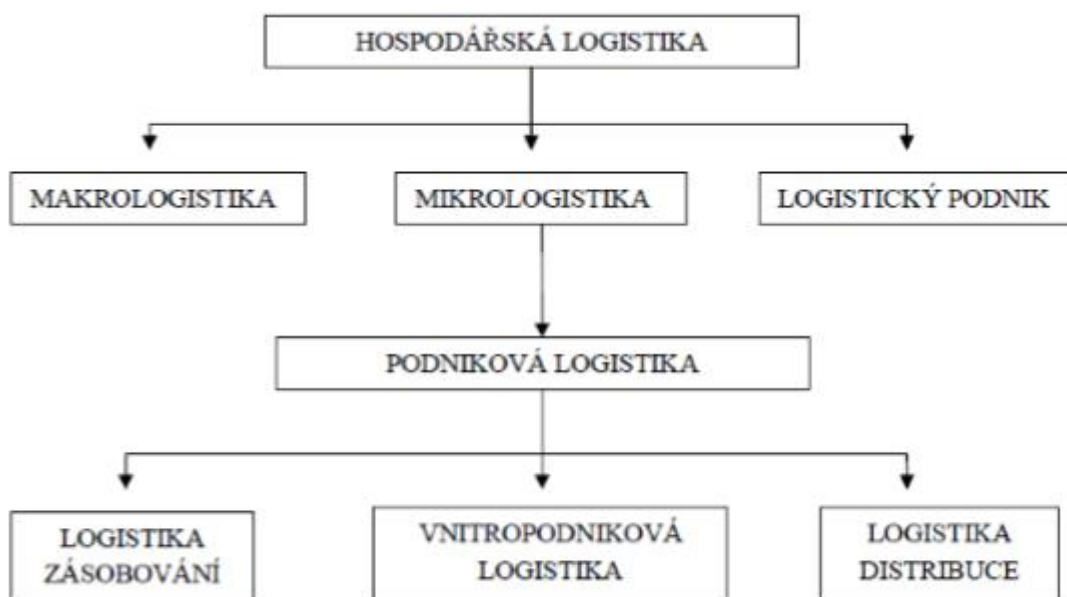 HOSPODÁŘSKÁ LOGISTIKA
MAKROLOGISTIKA
MIKROLOGISTIKA
LOGISTICKÝ PODNIK
PODNIKOVÁ LOGISTIKA
LOGISTIKA
ZÁSOBOVÁNÍ
VNITROPODNIKOVÁ
LOGISTIKA
LOGISTIKA
DISTRIBUCE